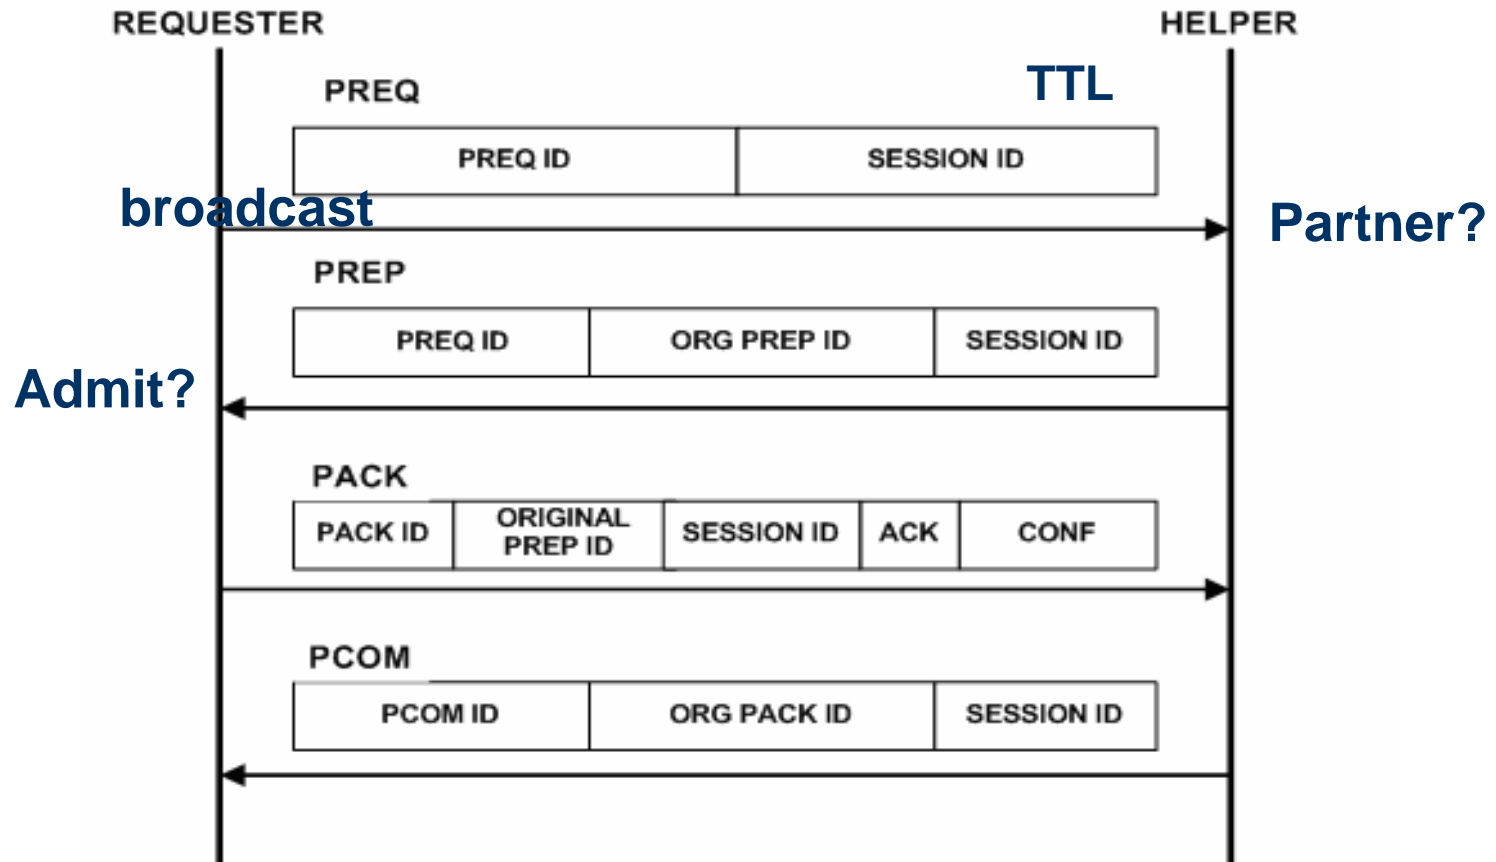 REQUESTER
HELPER
PREQ
TTL
PREQ ID
SESSION ID
broadcast
Partner?
PREP
PREQ ID
ORG PREP ID
SESSION ID
Admit?
PACK
PACK ID
ORIGINAL
PREP ID
SESSION ID
ACK
CONF
PCOM
PCOM ID
ORG PACK ID
SESSION ID